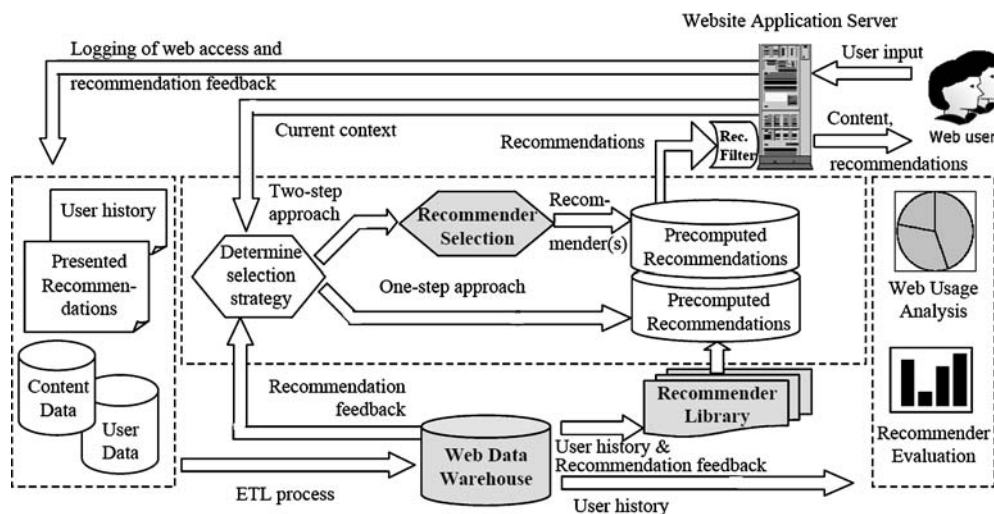 Website Application Server
Logging of web access and
recommendation feedback
User input
Current context
Recommendations
Rec.
Filter
Content,
recommendations
Web user
User history
Presented
Recommen-
dations
Content
Data
User
Data
Two-step
approach
Recommender
Selection
Recom-
mender(s)
Determine
selection
strategy
One-step approach
Precomputed
Recommendations
Precomputed
Recommendations
Web Usage
Analysis
Recommender
Evaluation
Recommendation
feedback
Recommender
Library
Web Data
Warehouse
User history &
Recommendation feedback
ETL process
User history